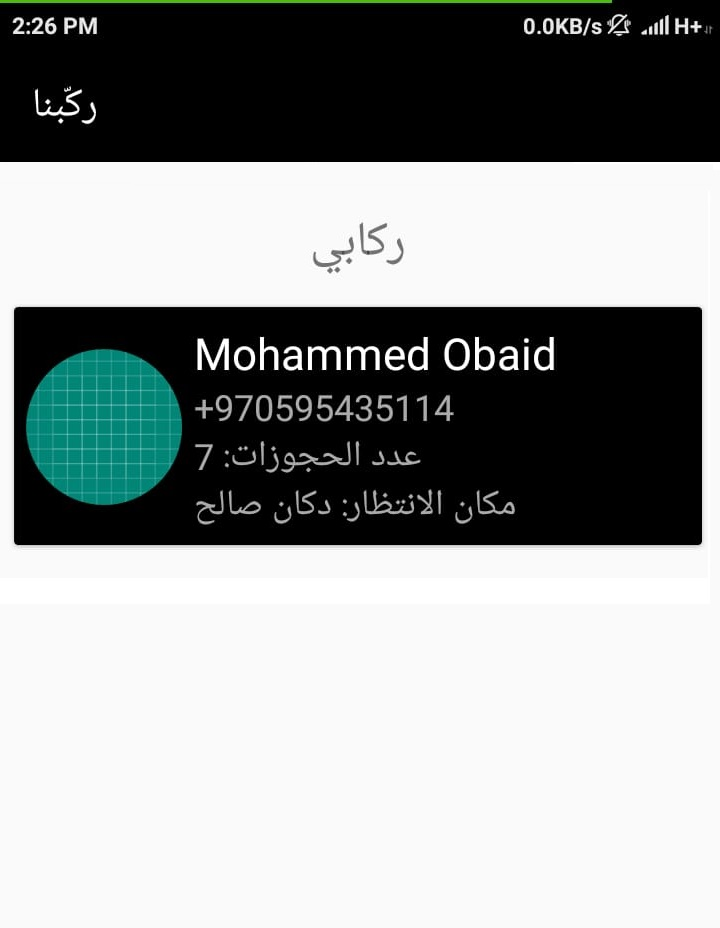 2:26 PM 0.0KB/s H+
ركّبنا
ركابي
Mohammed Obaid
+970595435114
عدد الحجوزات: 7
مكان الانتظار: دكان صالح